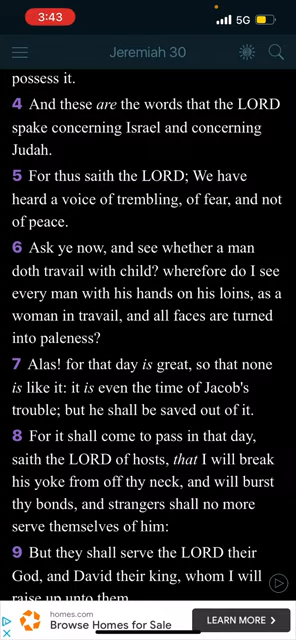 3:43
5G
Jeremiah 30
possess it.
4 And these are the words that the LORD
spake concerning Israel and concerning
Judah.
5 For thus saith the LORD; We have
heard a voice of trembling, of fear, and not
of peace.
6 Ask ye now, and see whether a man
doth travail with child? wherefore do I see
every man with his hands on his loins, as a
woman in travail, and all faces are turned
into paleness?
7 Alas! for that day is great, so that none
is like it: it is even the time of Jacob's
trouble; but he shall be saved out of it.
8 For it shall come to pass in that day,
saith the LORD of hosts, that I will break
his yoke from off thy neck, and will burst
thy bonds, and strangers shall no more
serve themselves of him:
9 But they shall serve the LORD their
God, and David their king, whom I will
raise up unto them.
homes.com
Browse Homes for Sale
LEARN MORE >